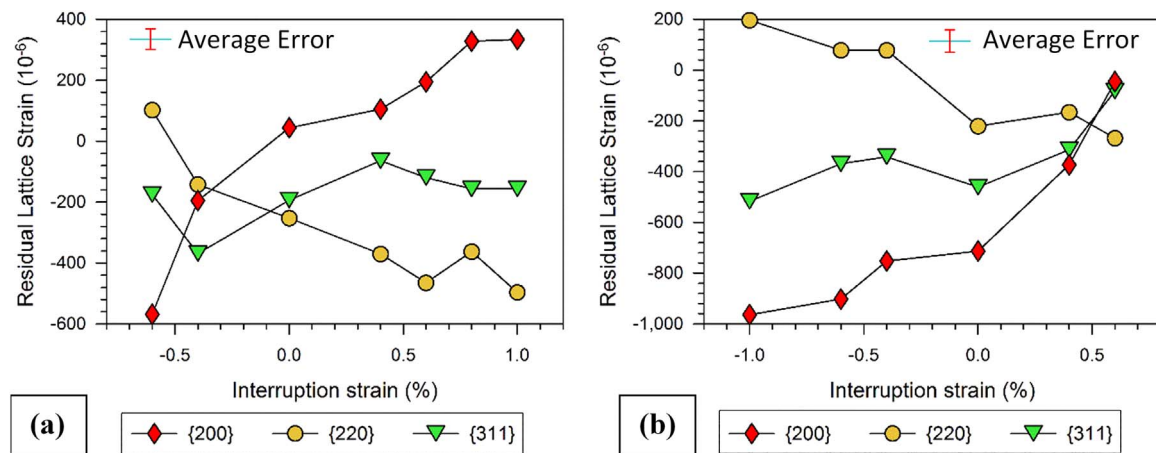 400
200
0
-200
-400
-600
Residual Lattice Strain (10⁻⁶)
Average Error
-0.5 0.0 0.5 1.0
Interruption strain (%)
(a)
{200} {220} {311}
200
0
-200
-400
-600
-800
-1,000
Residual Lattice Strain (10⁻⁶)
Average Error
-1.0 -0.5 0.0 0.5
Interruption strain (%)
(b)
{200} {220} {311}